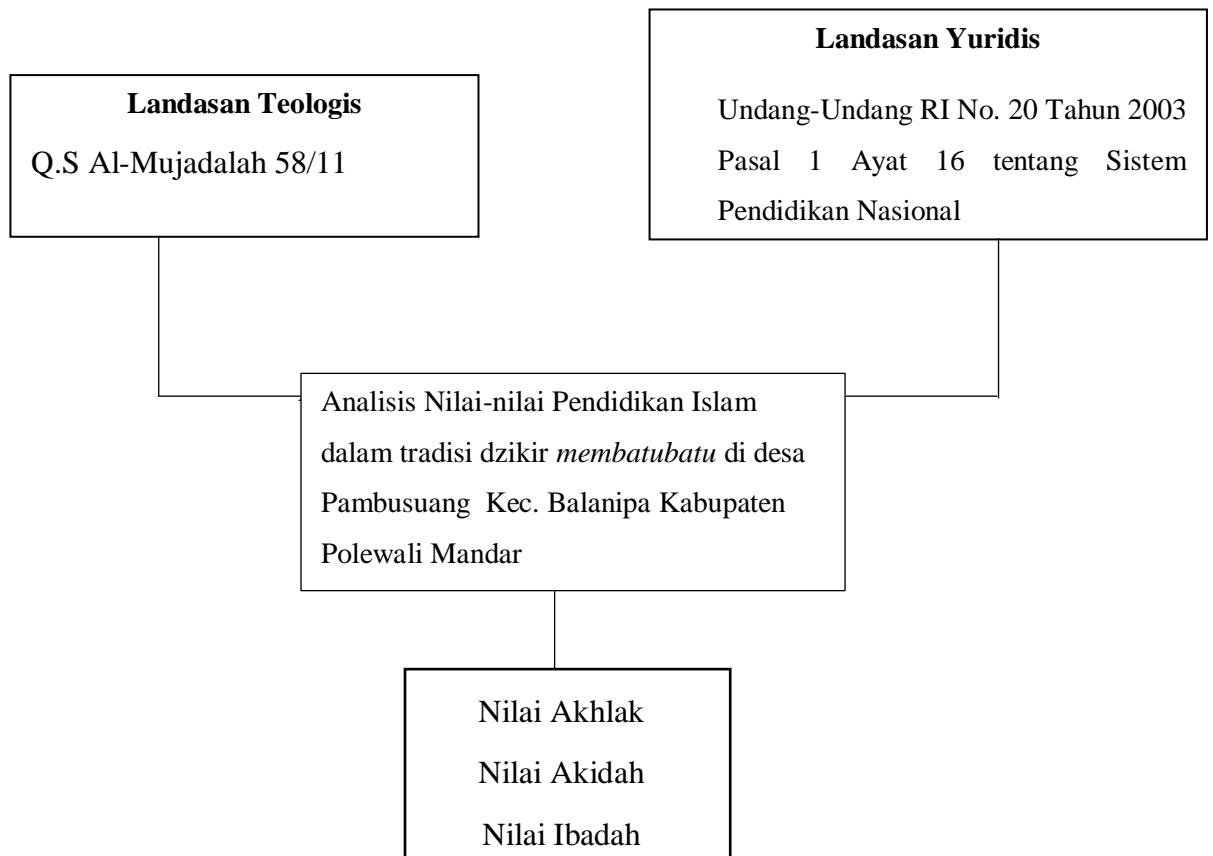 Landasan Teologis
Q.S Al-Mujadalah 58/11
Landasan Yuridis
Undang-Undang RI No. 20 Tahun 2003
Pasal 1 Ayat 16 tentang Sistem
Pendidikan Nasional
Analisis Nilai-nilai Pendidikan Islam
dalam tradisi dzikir membatubatu di desa
Pambusuang Kec. Balanipa Kabupaten
Polewali Mandar
Nilai Akhlak
Nilai Akidah
Nilai Ibadah